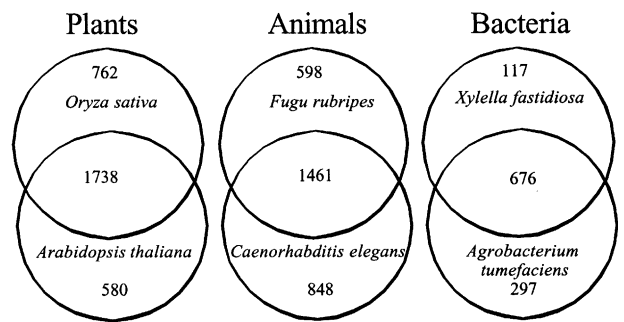 Plants
Animals
Bacteria
762
598
117
Oryza sativa
Fugu rubripes
Xylella fastidiosa
1738
1461
676
Arabidopsis thaliana
Caenorhabditis elegans
Agrobacterium
tumefaciens
580
848
297